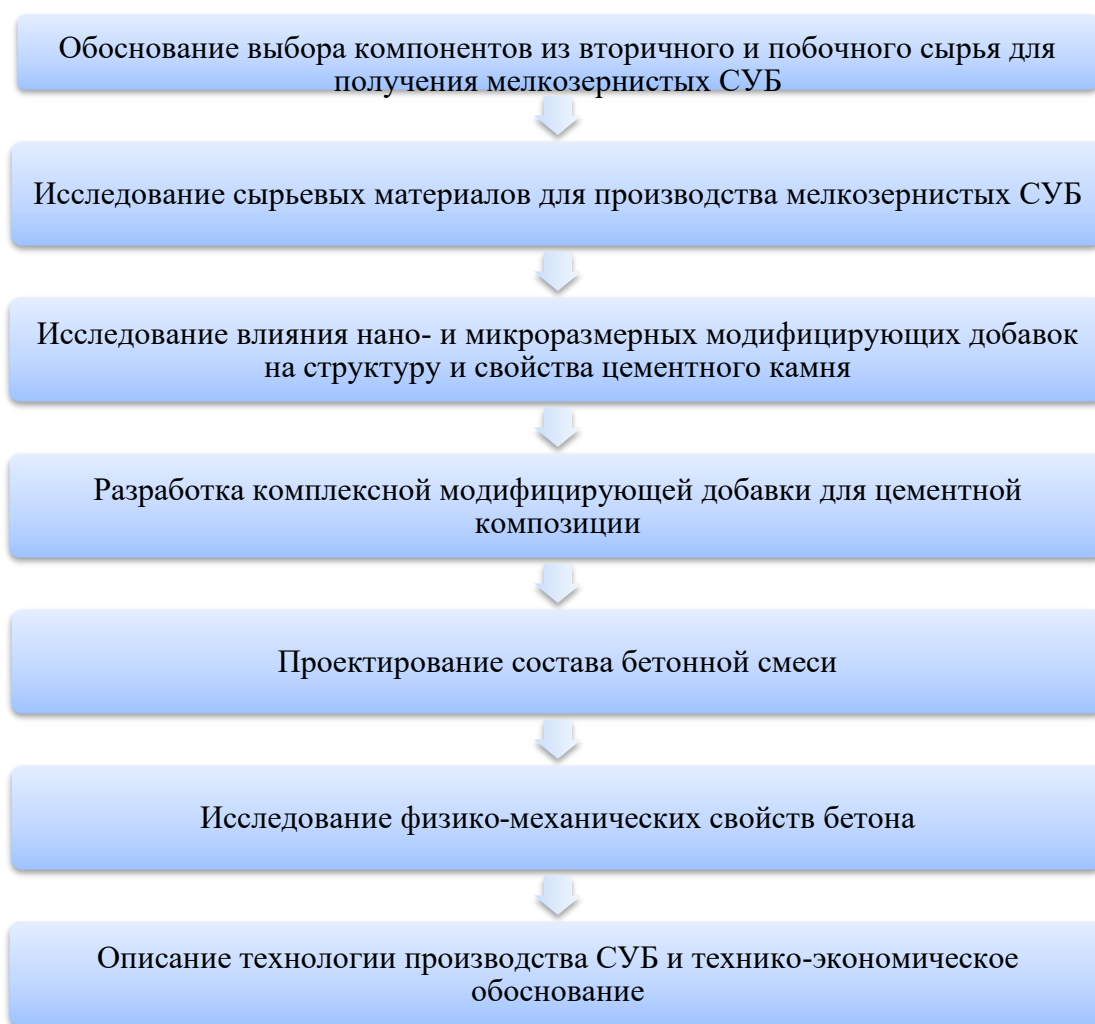 Обоснование выбора компонентов из вторичного и побочного сырья для
получения мелкозернистых СУБ
Исследование сырьевых материалов для производства мелкозернистых СУБ
Исследование влияния нано- и микроразмерных модифицирующих добавок
на структуру и свойства цементного камня
Разработка комплексной модифицирующей добавки для цементной
композиции
Проектирование состава бетонной смеси
Исследование физико-механических свойств бетона
Описание технологии производства СУБ и технико-экономическое
обоснование